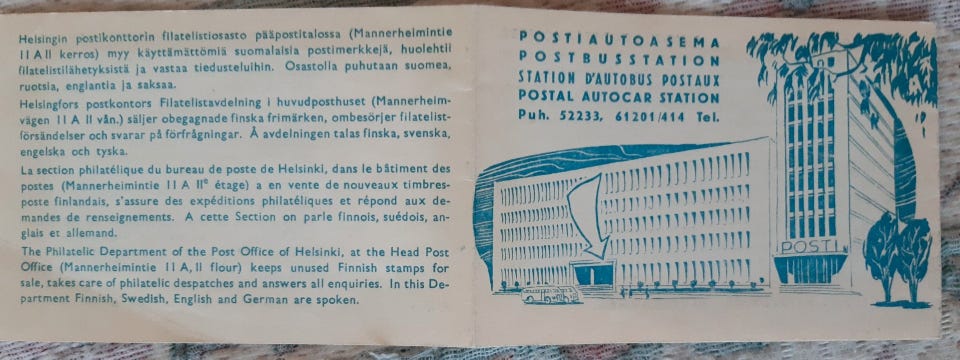 Helsingin postikonttorin filatelistiosasto pääpostitalossa (Mannerheimintie
11 A II kerros) myy käyttämättömiä suomalaisia postimerkkejä, huolehtii
filatelistilähetyksistä ja vastaa tiedusteluihin. Osastolla puhutaan suomea,
ruotsia, englantia ja saksaa.
Helsingfors postkontors Filatelistavdelning i huvudposthuset (Mannerheim-
vägen 11 A II vån.) säljer obegagnade finska frimärken, ombesörjer filatelist-
försändelser och svarar på förfrågningar. Å avdelningen talas finska, svenska,
engelska och tyska.
La section philatélique du bureau de poste de Helsinki, dans le bâtiment des
postes (Mannerheimintie 11 A IIe étage) a en vente de nouveaux timbres-
poste finlandais, s'assure des expéditions philatéliques et répond aux de-
mandes de renseignements. A cette Section on parle finnois, suédois, an-
glais et allemand.
The Philatelic Department of the Post Office of Helsinki, at the Head Post
Office (Mannerheimintie 11 A, II flour) keeps unused Finnish stamps for
sale, takes care of philatelic despatches and answers all enquiries. In this De-
partment Finnish, Swedish, English and German are spoken.
POSTIAUTOASEMA
POSTBUSSTATION
STATION D'AUTOBUS POSTAUX
POSTAL AUTOCAR STATION
Puh. 52233, 61201/414 Tel.
POSTI